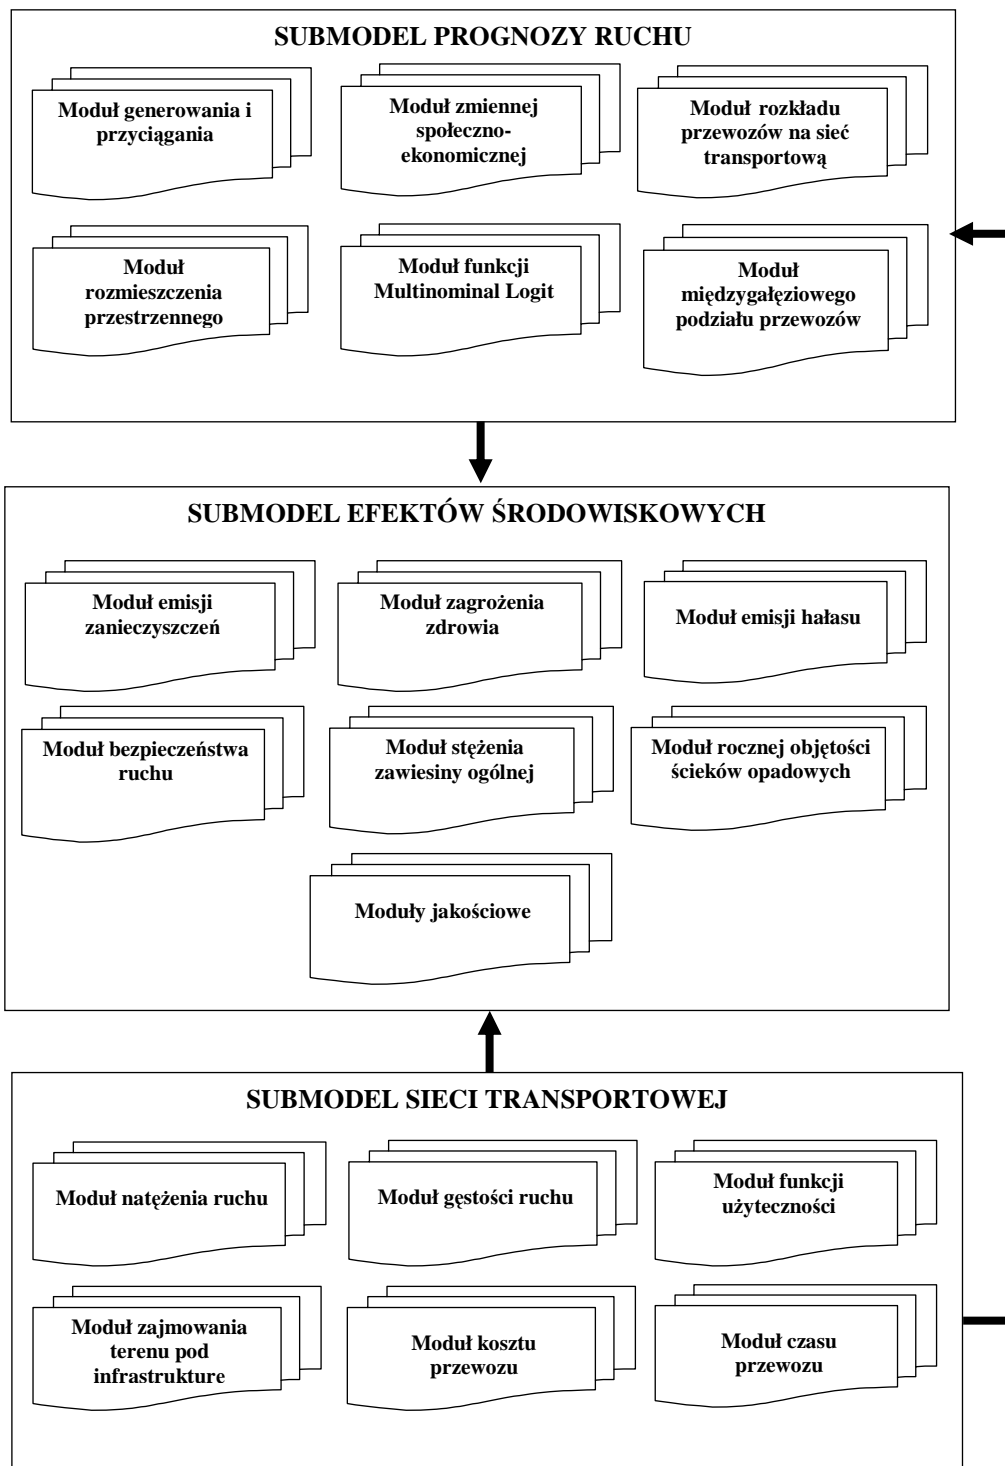 SUBMODEL PROGNOZY RUCHU
Moduł generowania i
przyciągania
Moduł zmiennej
społeczno-
ekonomicznej
Moduł rozkładu
przewozów na sieć
transportową
Moduł
rozmieszczenia
przestrzennego
Moduł funkcji
Multinominal Logit
Moduł
międzygałęziowego
podziału przewozów
SUBMODEL EFEKTÓW ŚRODOWISKOWYCH
Moduł emisji
zanieczyszczeń
Moduł zagrożenia
zdrowia
Moduł emisji hałasu
Moduł bezpieczeństwa
ruchu
Moduł stężenia
zawiesiny ogólnej
Moduł rocznej objętości
ścieków opadowych
Moduły jakościowe
SUBMODEL SIECI TRANSPORTOWEJ
Moduł natężenia ruchu
Moduł gęstości ruchu
Moduł funkcji
użyteczności
Moduł zajmowania
terenu pod
infrastrukture
Moduł kosztu
przewozu
Moduł czasu
przewozu